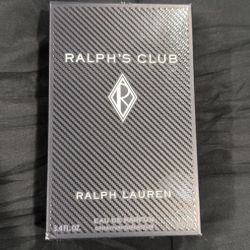 RALPH'S CLUB
R
RALPH LAUREN
EAU DE PARFUM
3.4 FL. OZ.